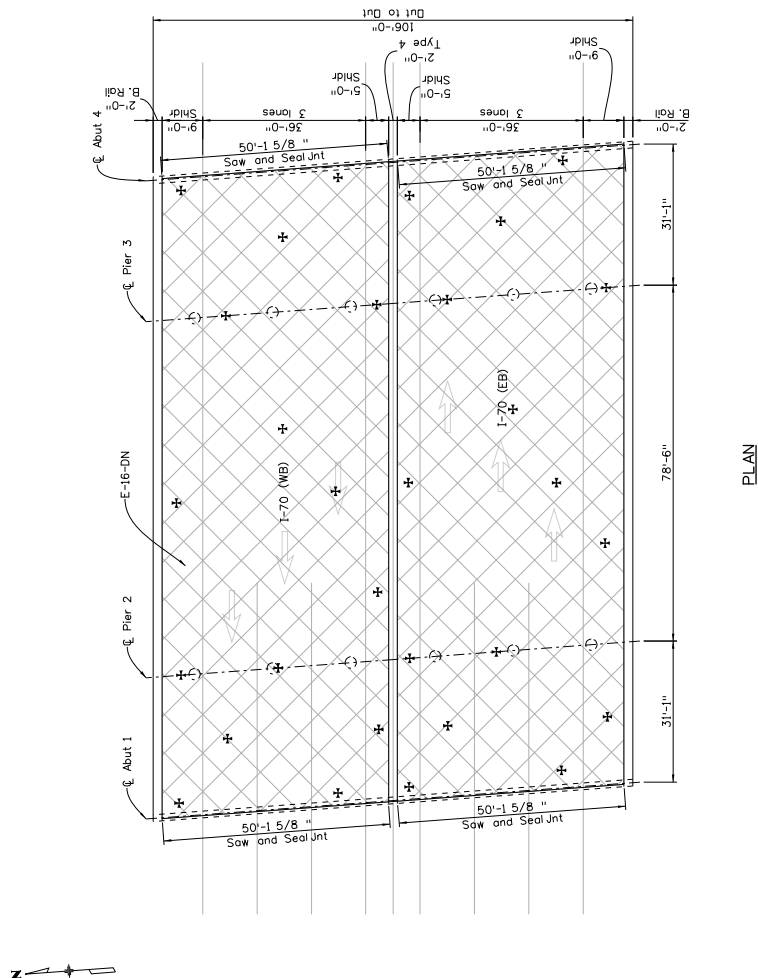 106'-0"
Out to Out
2'-0"
B. Rail
9'-0"
Shldr
36'-0"
3 lanes
5'-0"
Shldr
2'-0"
Type 4
5'-0"
Shldr
36'-0"
3 lanes
9'-0"
Shldr
2'-0"
B. Rail
℄ Abut 4
50'-1 5/8 "
Saw and Seal Jnt
50'-1 5/8 "
Saw and Seal Jnt
31'-1"
℄ Pier 3
I-70 (EB)
E-16-DN
I-70 (WB)
78'-6"
PLAN
℄ Pier 2
℄ Abut 1
31'-1"
50'-1 5/8 "
Saw and Seal Jnt
50'-1 5/8 "
Saw and Seal Jnt
N